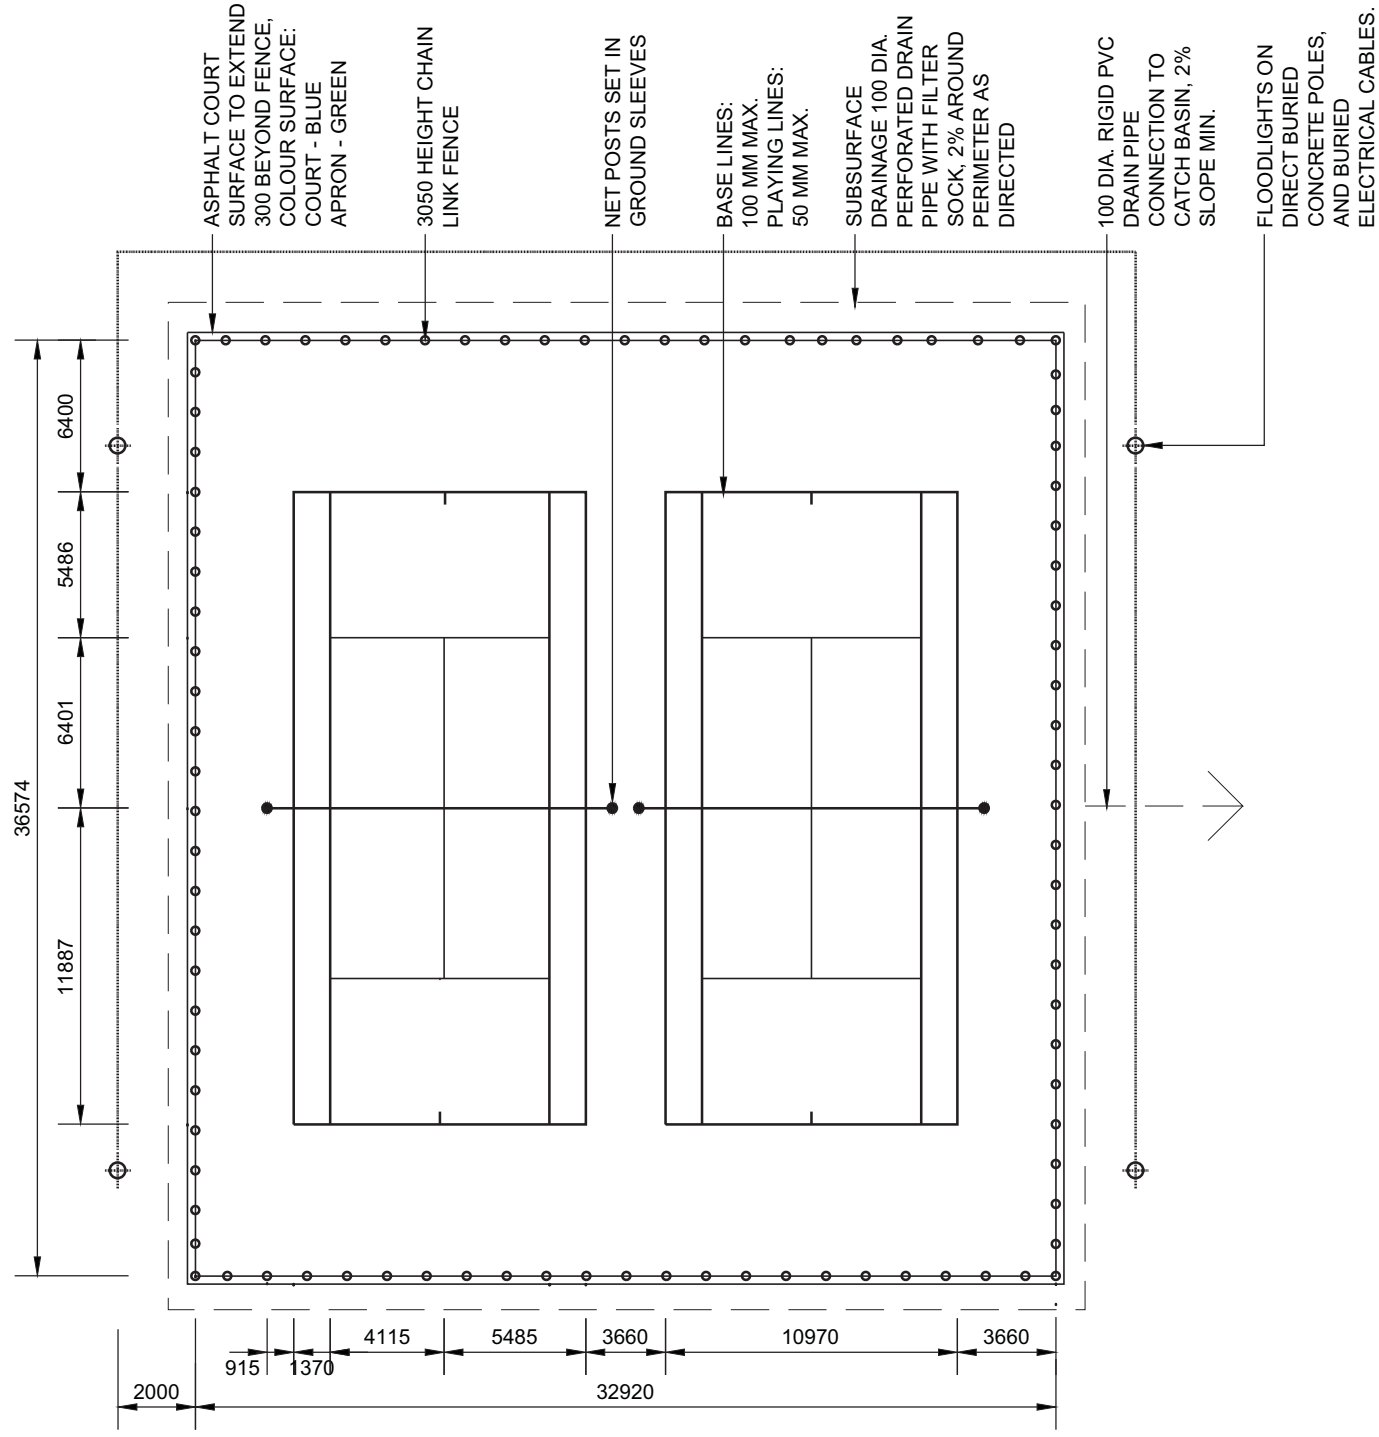 ASPHALT COURT
SURFACE TO EXTEND
300 BEYOND FENCE,
COLOUR SURFACE:
COURT - BLUE
APRON - GREEN
3050 HEIGHT CHAIN
LINK FENCE
NET POSTS SET IN
GROUND SLEEVES
BASE LINES:
100 MM MAX.
PLAYING LINES:
50 MM MAX.
SUBSURFACE
DRAINAGE 100 DIA.
PERFORATED DRAIN
PIPE WITH FILTER
SOCK, 2% AROUND
PERIMETER AS
DIRECTED
100 DIA. RIGID PVC
DRAIN PIPE
CONNECTION TO
CATCH BASIN, 2%
SLOPE MIN.
FLOODLIGHTS ON
DIRECT BURIED
CONCRETE POLES,
AND BURIED
ELECTRICAL CABLES.
36574
6400
5486
6401
11887
915
1370
4115
5485
3660
10970
3660
2000
32920